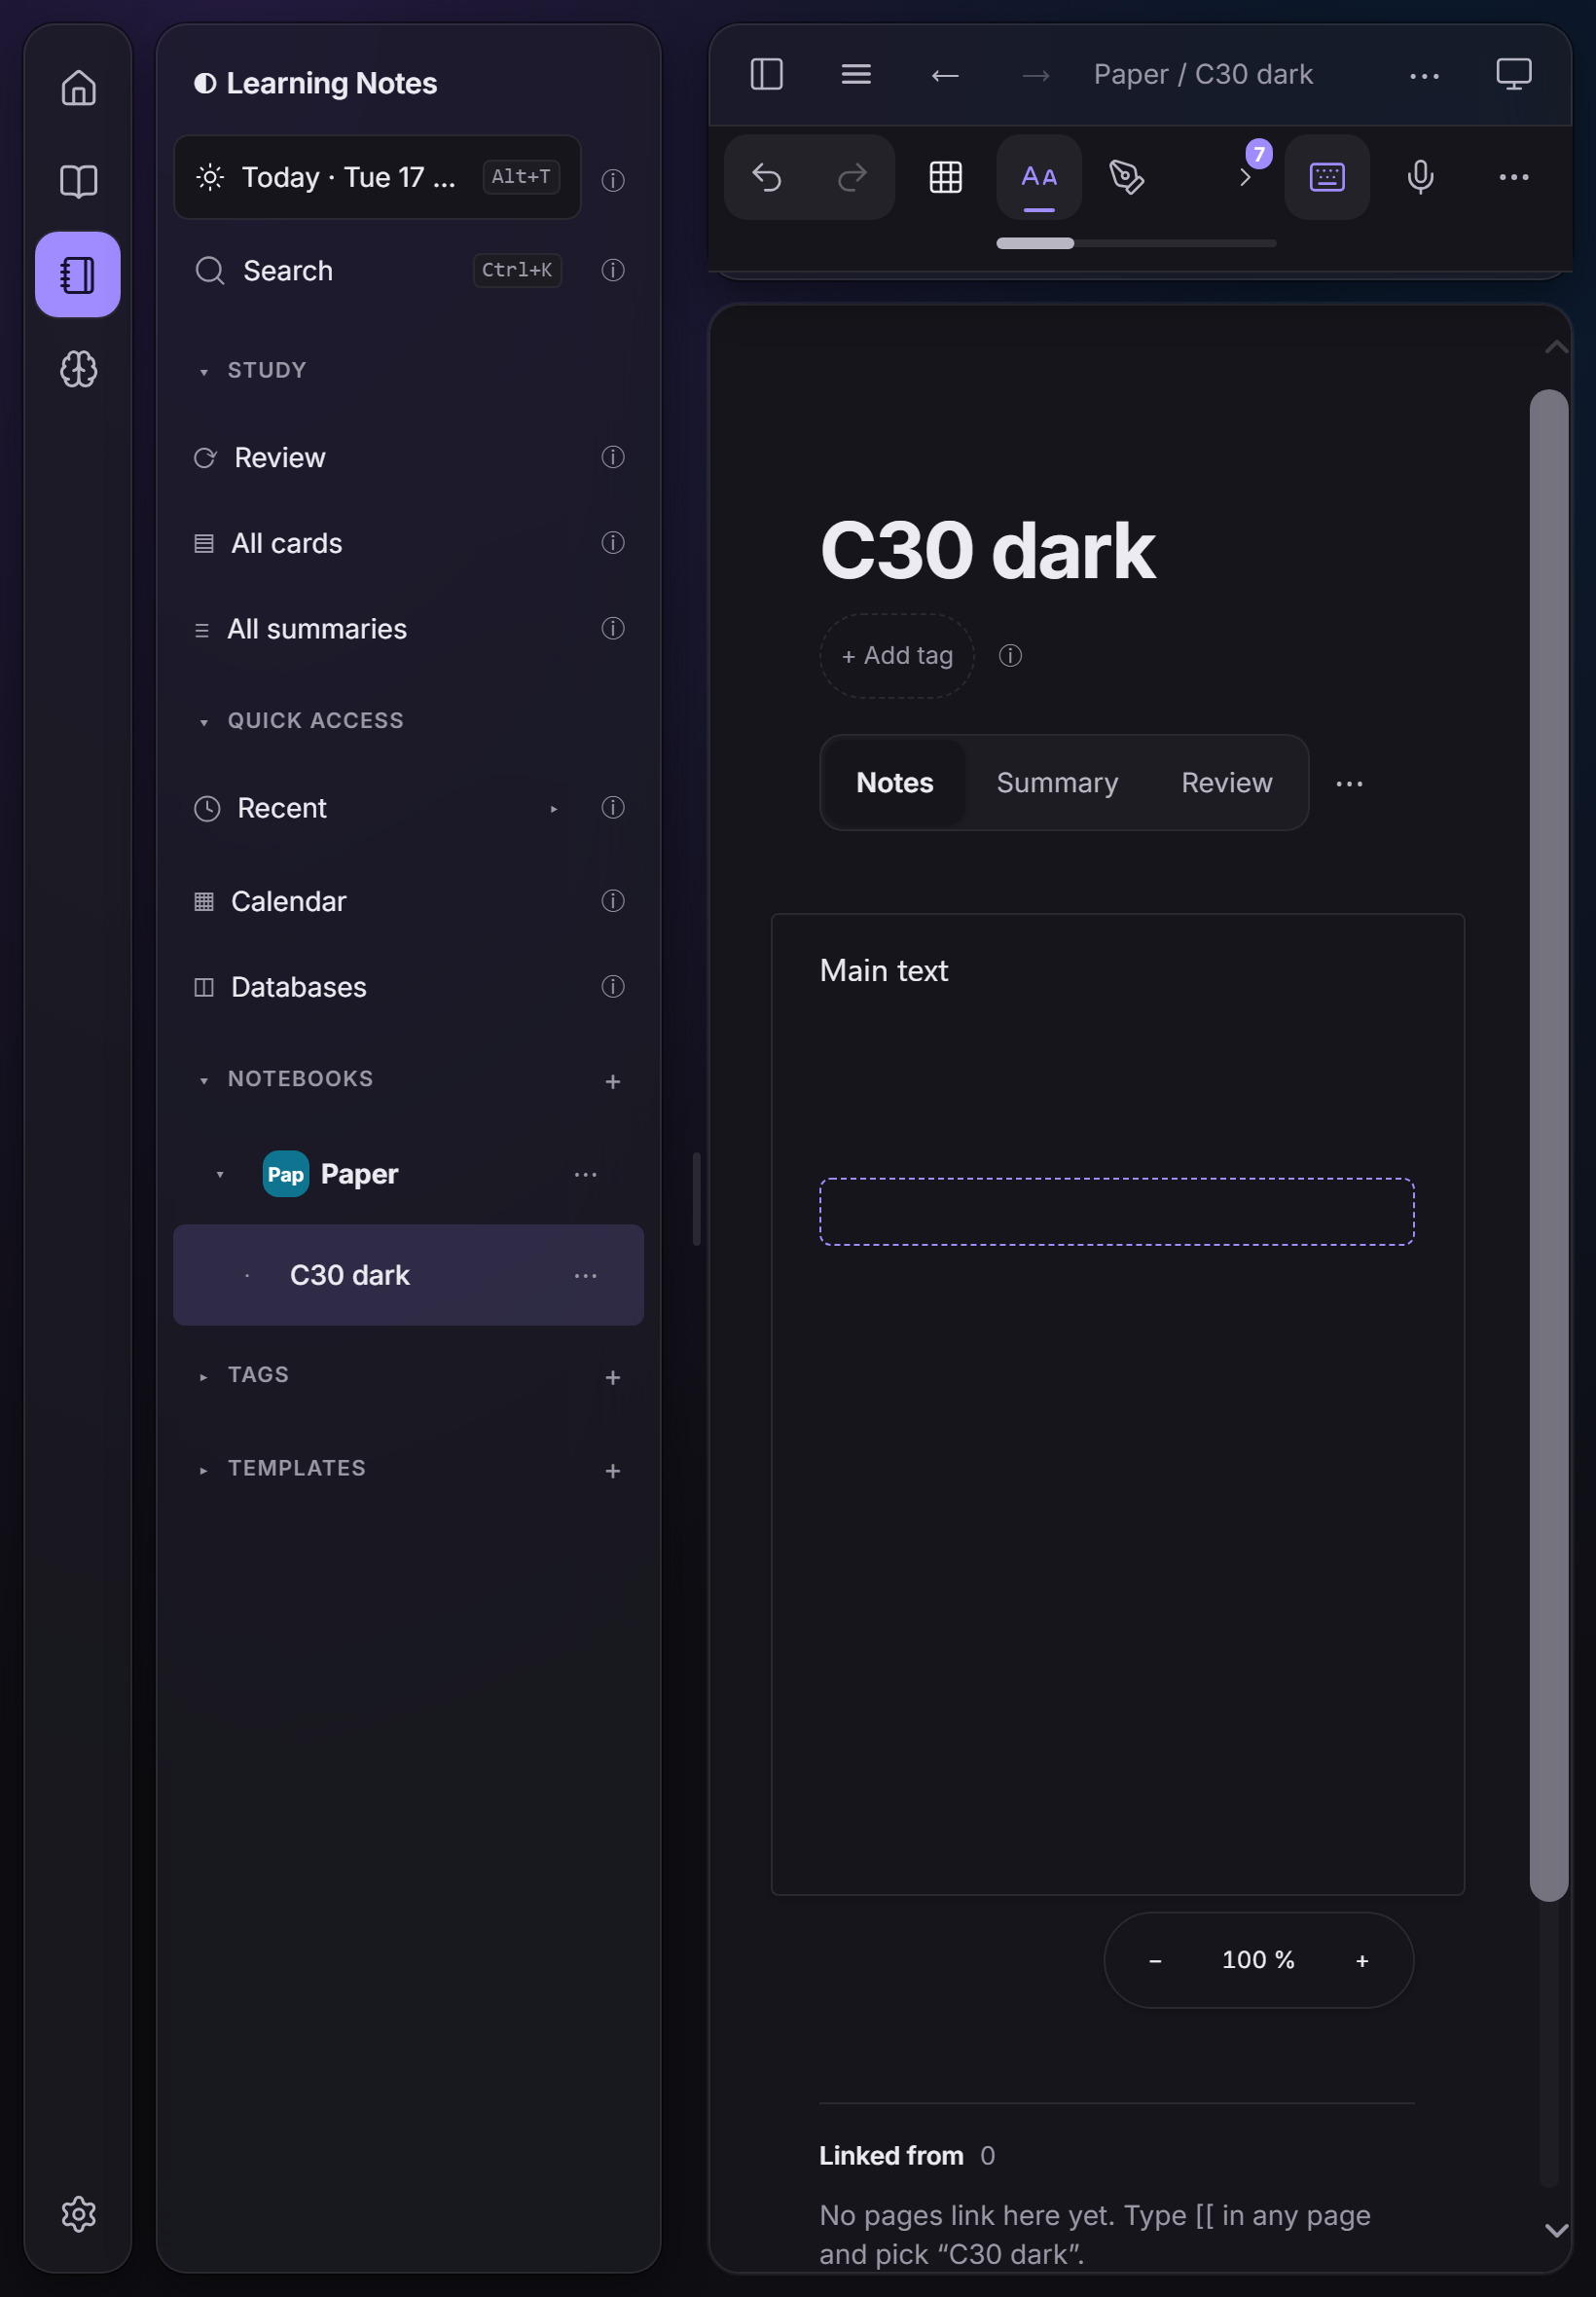 Learning Notes
Today · Tue 17 ... Alt+T
Search Ctrl+K
STUDY
Review
All cards
All summaries
QUICK ACCESS
Recent
Calendar
Databases
NOTEBOOKS +
Pap Paper ...
C30 dark ...
TAGS +
TEMPLATES +
Paper / C30 dark
AA
7
C30 dark
+ Add tag
Notes Summary Review ...
Main text
− 100 % +
Linked from 0
No pages link here yet. Type [[ in any page
and pick “C30 dark”.